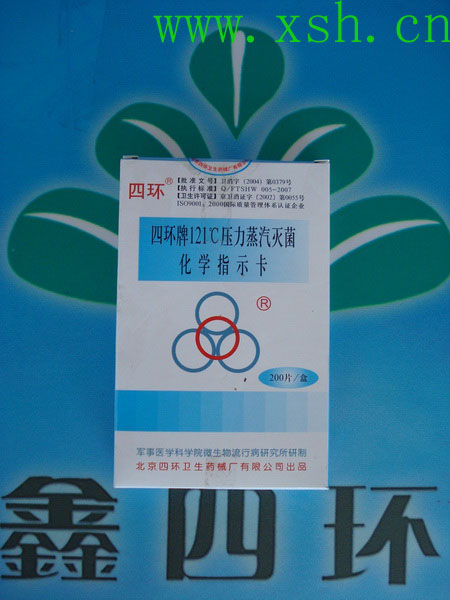 www.xsh.cn
四环®
【批准文号】卫消字（2004）第0379号
【执行标准】Q/FTSHW 005-2007
【卫生许可证】京卫消证字（2002）第0055号
ISO9001：2000国际质量管理体系认证企业
四环牌121℃压力蒸汽灭菌
化学指示卡
®
200片/盒
军事医学科学院微生物流行病研究所研制
北京四环卫生药械厂有限公司出品
鑫四环